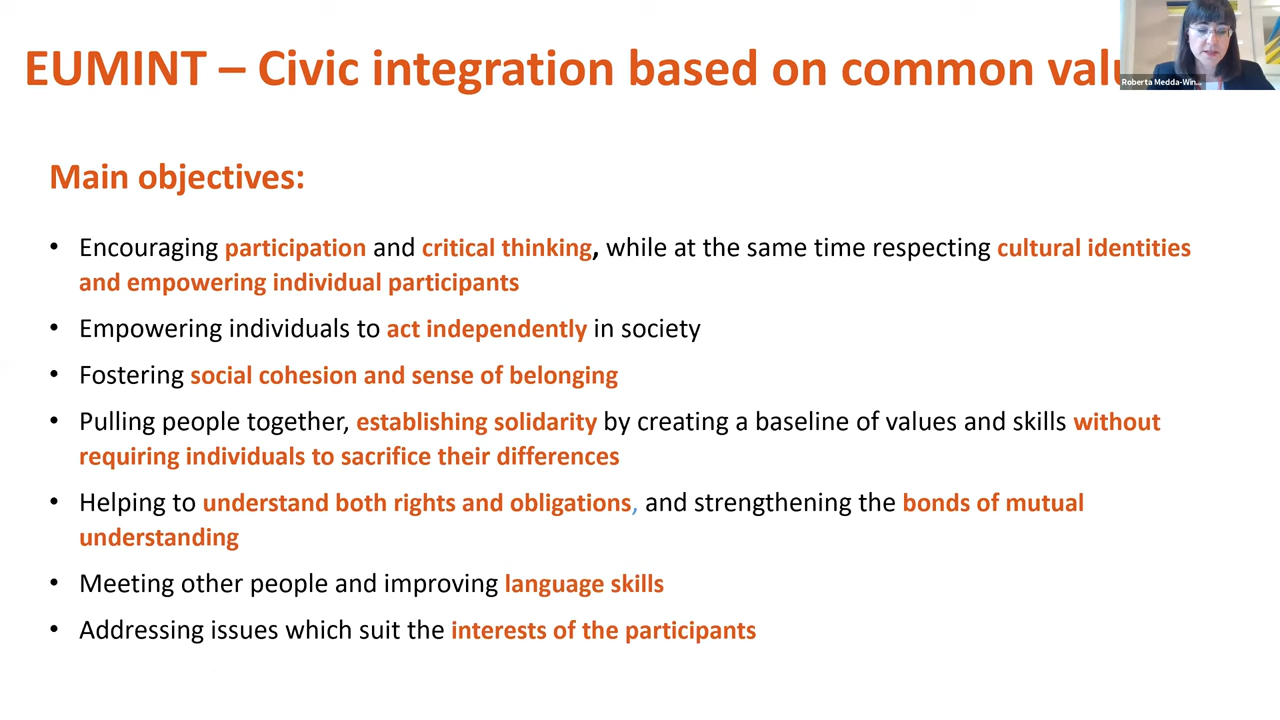 EUMINT – Civic integration based on common valu
Roberta Medda-Win...
Main objectives:
• Encouraging participation and critical thinking, while at the same time respecting cultural identities
and empowering individual participants
• Empowering individuals to act independently in society
• Fostering social cohesion and sense of belonging
• Pulling people together, establishing solidarity by creating a baseline of values and skills without
requiring individuals to sacrifice their differences
• Helping to understand both rights and obligations, and strengthening the bonds of mutual
understanding
• Meeting other people and improving language skills
• Addressing issues which suit the interests of the participants